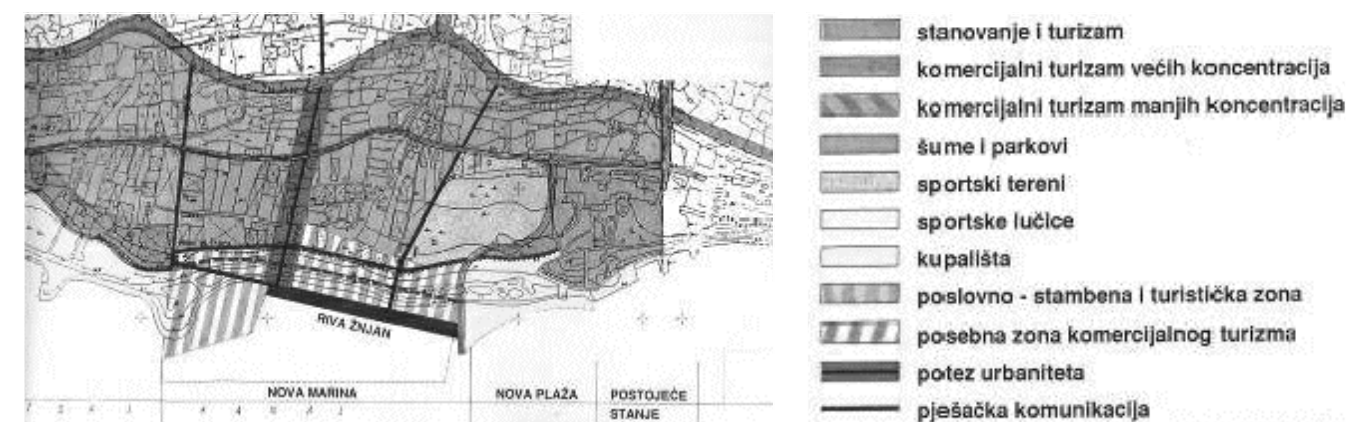 RIVA ŽNJAN
NOVA MARINA
NOVA PLAŽA
POSTOJEĆE
STANJE
stanovanje i turizam
komercijalni turizam većih koncentracija
komercijalni turizam manjih koncentracija
šume i parkovi
sportski tereni
sportske lučice
kupališta
poslovno - stambena i turistička zona
posebna zona komercijalnog turizma
potez urbaniteta
pješačka komunikacija